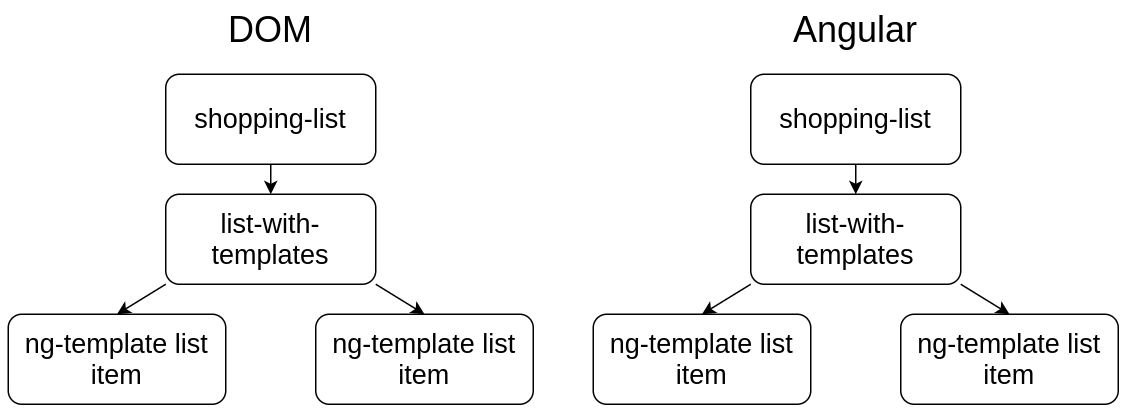 DOM
shopping-list
list-with-
templates
ng-template list
item
ng-template list
item
Angular
shopping-list
list-with-
templates
ng-template list
item
ng-template list
item